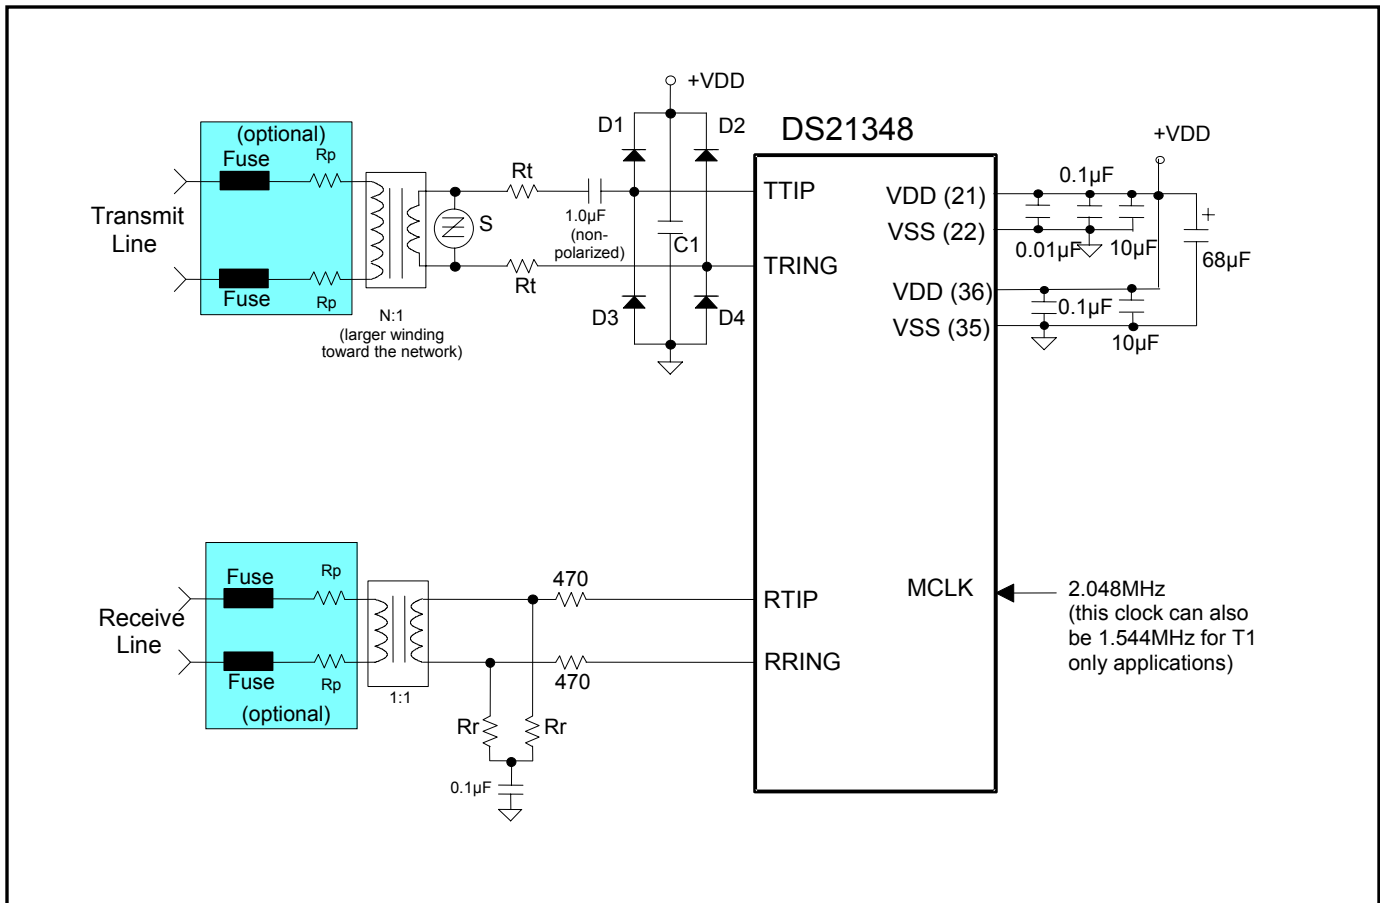 +VDD
DS21348
(optional)
Fuse
Rp
Transmit
Line
Fuse
Rp
N:1
(larger winding
toward the network)
S
Rt
Rt
1.0µF
(non-
polarized)
D1
D2
C1
D3
D4
TTIP
TRING
VDD (21)
VSS (22)
VDD (36)
VSS (35)
+VDD
0.1µF
0.01µF
10µF
+
68µF
0.1µF
10µF
Fuse
Rp
Receive
Line
Fuse
Rp
(optional)
1:1
470
470
Rr
Rr
0.1µF
RTIP
RRING
MCLK
2.048MHz
(this clock can also
be 1.544MHz for T1
only applications)